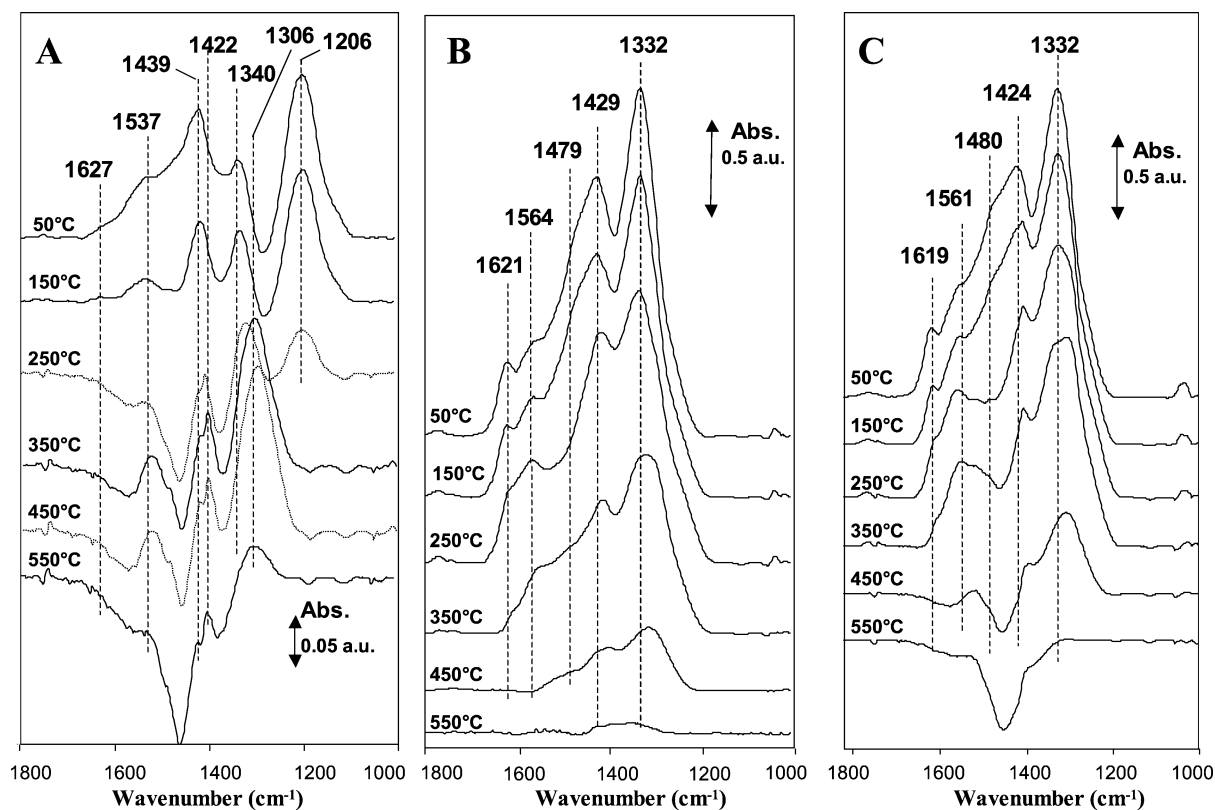 A
1439
1422
1340
1306
1206
1537
1627
50°C
150°C
250°C
350°C
450°C
550°C
Abs.
0.05 a.u.
1800
1600
1400
1200
1000
Wavenumber (cm-1)
B
1332
1429
1479
1564
1621
Abs.
0.5 a.u.
50°C
150°C
250°C
350°C
450°C
550°C
1800
1600
1400
1200
1000
Wavenumber (cm-1)
C
1332
1424
1480
1561
1619
Abs.
0.5 a.u.
50°C
150°C
250°C
350°C
450°C
550°C
1800
1600
1400
1200
1000
Wavenumber (cm-1)